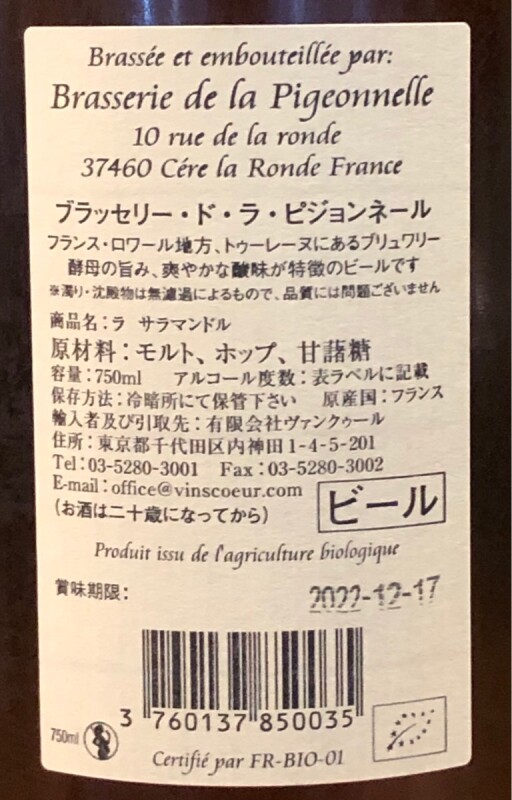 Brassée et embouteillée par:
Brasserie de la Pigeonnelle
10 rue de la ronde
37460 Cére la Ronde France
ブラッセリー・ド・ラ・ピジョンネール
フランス・ロワール地方、トゥーレーヌにあるブリュワリー
酵母の旨み、爽やかな酸味が特徴のビールです
※濁り・沈殿物は無濾過によるもので、品質には問題ございません
商品名：ラ サラマンドル
原材料：モルト、ホップ、甘藷糖
容量：750ml アルコール度数：表ラベルに記載
保存方法：冷暗所にて保管下さい 原産国：フランス
輸入者及び引取先：有限会社ヴァンクゥール
住所：東京都千代田区内神田1-4-5-201
Tel：03-5280-3001 Fax：03-5280-3002
E-mail：office@vinscoeur.com
(お酒は二十歳になってから)
ビール
Produit issu de l'agriculture biologique
賞味期限： 2022-12-17
3 760137 850035
750ml
Certifié par FR-BIO-01